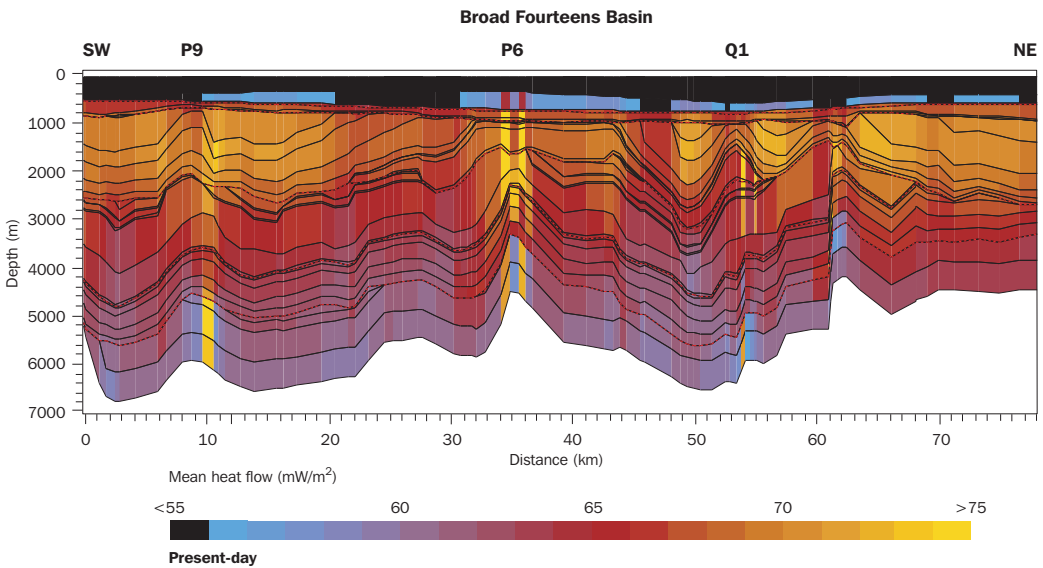 Broad Fourteens Basin
SW P9 P6 Q1 NE
0
1000
2000
3000
4000
5000
6000
7000
Depth (m)
0 10 20 30 40 50 60 70
Distance (km)
Mean heat flow (mW/m²)
<55 60 65 70 >75
Present-day